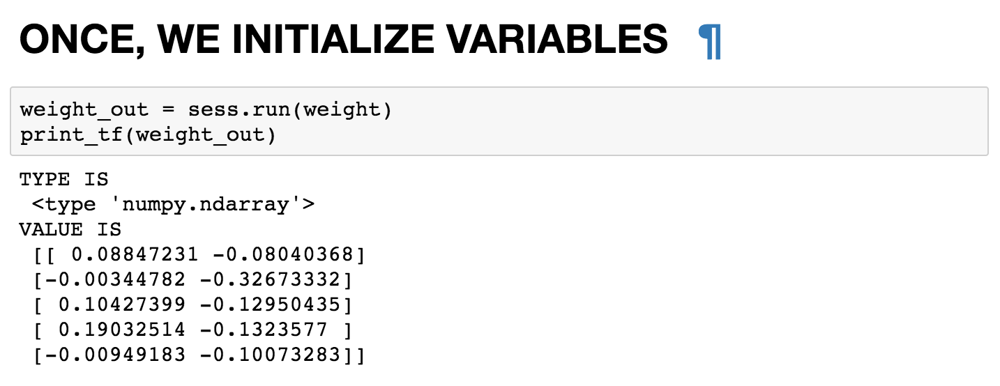 ONCE, WE INITIALIZE VARIABLES ¶
weight_out = sess.run(weight)
print_tf(weight_out)
TYPE IS
 <type 'numpy.ndarray'>
VALUE IS
 [[ 0.08847231 -0.08040368]
 [-0.00344782 -0.32673332]
 [ 0.10427399 -0.12950435]
 [ 0.19032514 -0.1323577 ]
 [-0.00949183 -0.10073283]]